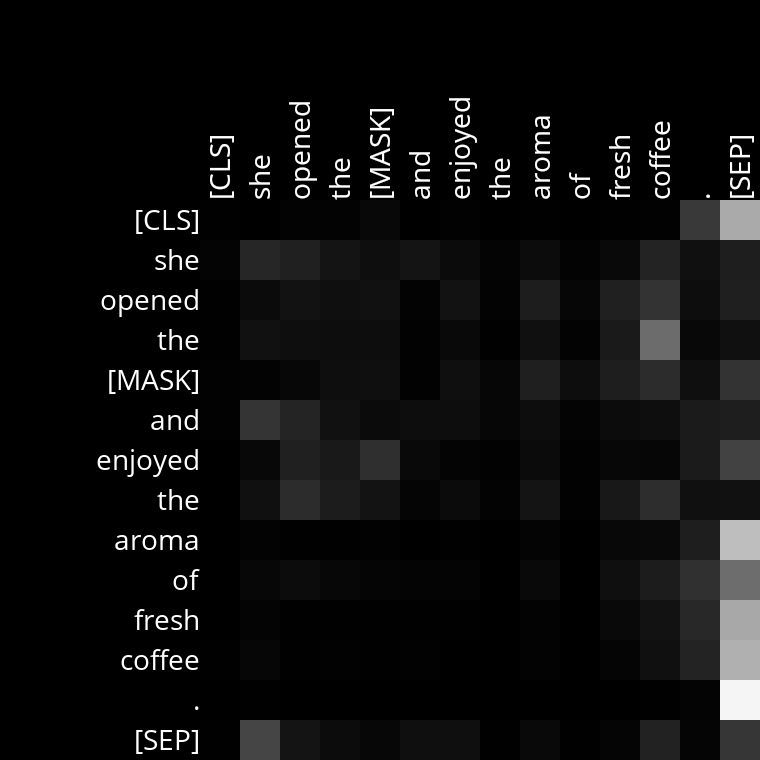 [CLS]
she
opened
the
[MASK]
and
enjoyed
the
aroma
of
fresh
coffee
.
[SEP]
[CLS]
she
opened
the
[MASK]
and
enjoyed
the
aroma
of
fresh
coffee
.
[SEP]